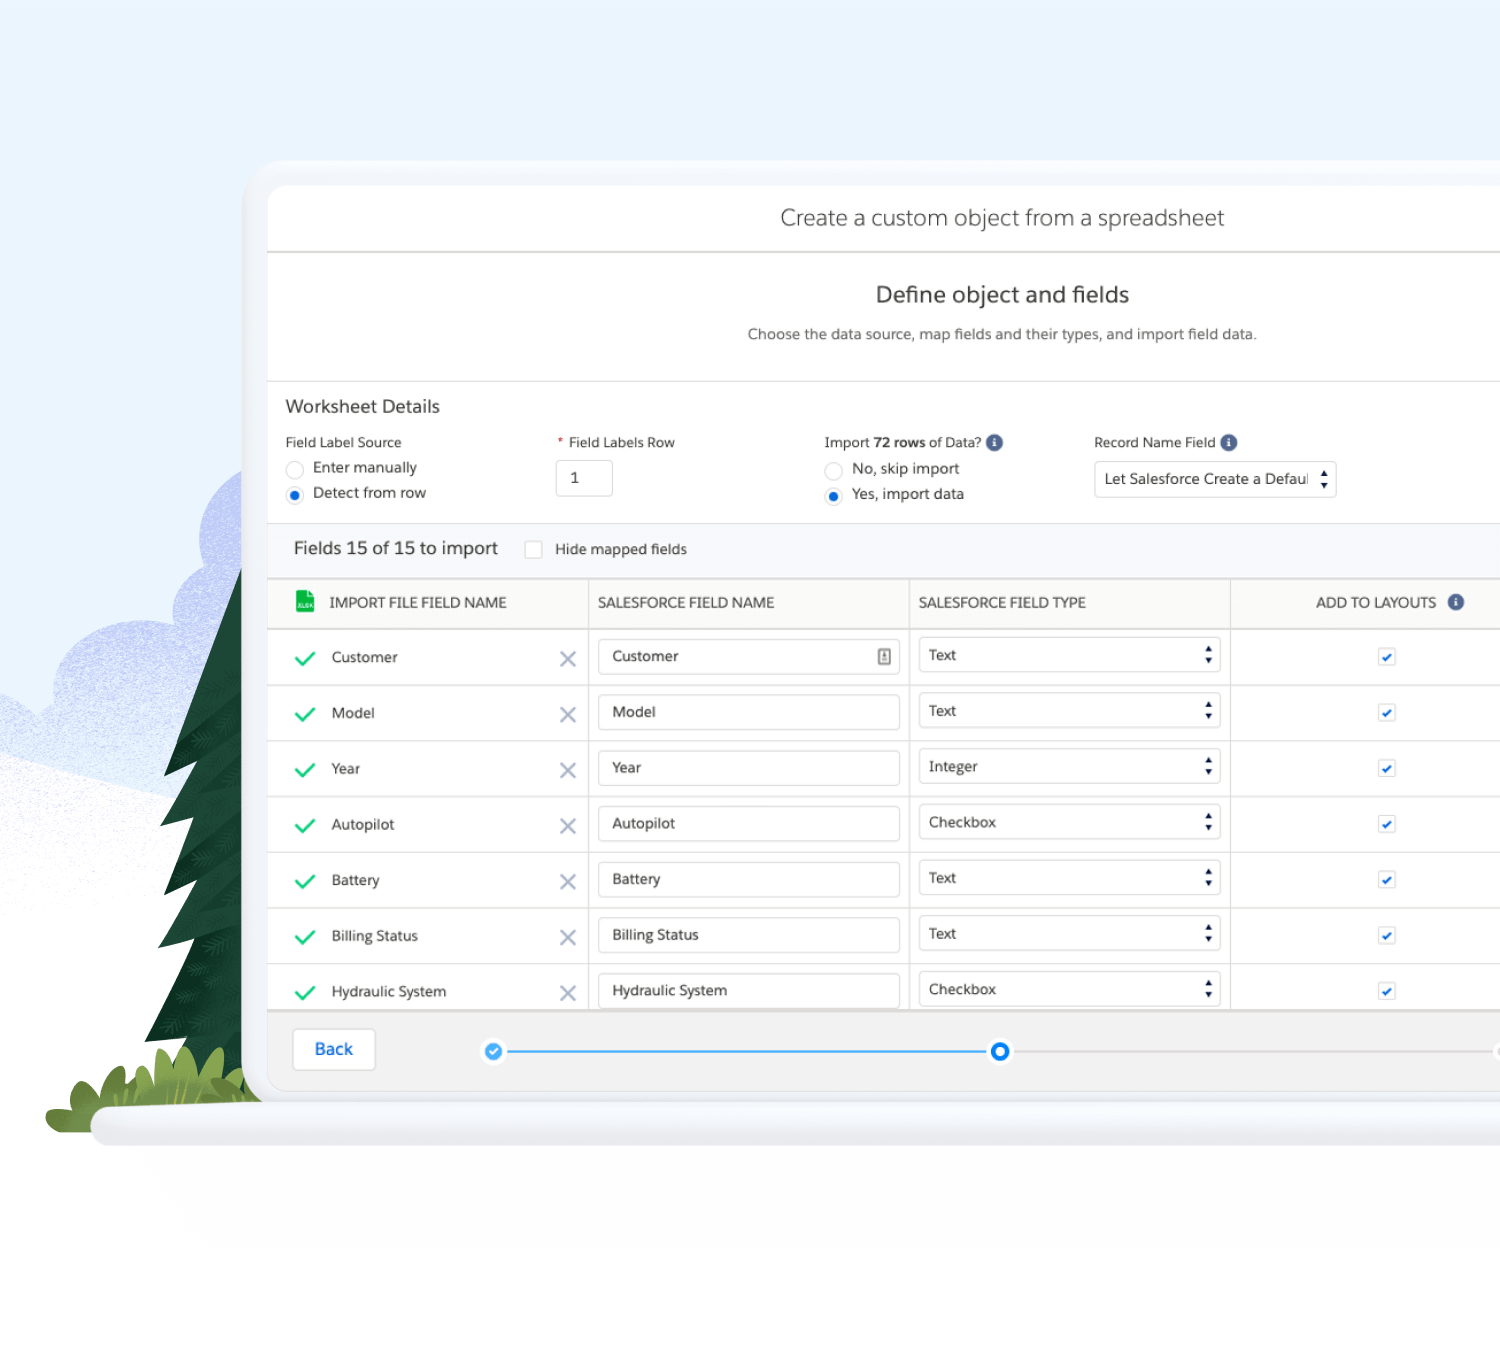 Create a custom object from a spreadsheet
Define object and fields
Choose the data source, map fields and their types, and import field data.
Worksheet Details
Field Label Source
Enter manually
Detect from row
* Field Labels Row
1
Import 72 rows of Data? i
No, skip import
Yes, import data
Record Name Field i
Let Salesforce Create a Defaul
Fields 15 of 15 to import Hide mapped fields
XLSX IMPORT FILE FIELD NAME SALESFORCE FIELD NAME SALESFORCE FIELD TYPE ADD TO LAYOUTS i
Customer Customer Text
Model Model Text
Year Year Integer
Autopilot Autopilot Checkbox
Battery Battery Text
Billing Status Billing Status Text
Hydraulic System Hydraulic System Checkbox
Back